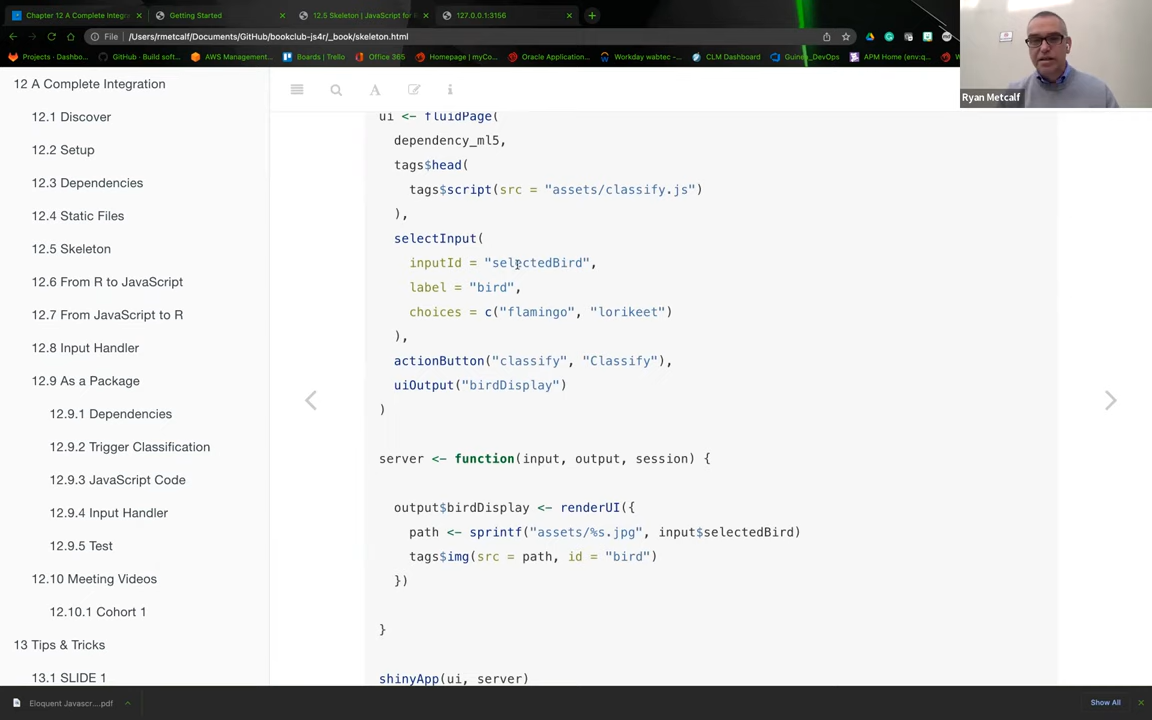 Chapter 12 A Complete Integr
Getting Started
12.5 Skeleton | JavaScript for
127.0.0.1:3156
File /Users/rmetcalf/Documents/GitHub/bookclub-js4r/_book/skeleton.html
Projects · Dashbo...
GitHub - Build soft...
AWS Management...
Boards | Trello
Office 365
Homepage | myCo...
Oracle Application...
Workday wabtec -...
CLM Dashboard
Guinea_DevOps
APM Home (env:q...
Ryan Metcalf
12 A Complete Integration
12.1 Discover
12.2 Setup
12.3 Dependencies
12.4 Static Files
12.5 Skeleton
12.6 From R to JavaScript
12.7 From JavaScript to R
12.8 Input Handler
12.9 As a Package
12.9.1 Dependencies
12.9.2 Trigger Classification
12.9.3 JavaScript Code
12.9.4 Input Handler
12.9.5 Test
12.10 Meeting Videos
12.10.1 Cohort 1
13 Tips & Tricks
13.1 SLIDE 1
ui <- fluidPage(
dependency_ml5,
tags$head(
tags$script(src = "assets/classify.js")
),
selectInput(
inputId = "selectedBird",
label = "bird",
choices = c("flamingo", "lorikeet")
),
actionButton("classify", "Classify"),
uiOutput("birdDisplay")
)
server <- function(input, output, session) {
output$birdDisplay <- renderUI({
path <- sprintf("assets/%s.jpg", input$selectedBird)
tags$img(src = path, id = "bird")
})
}
shinyApp(ui, server)
Eloquent Javascr....pdf
Show All